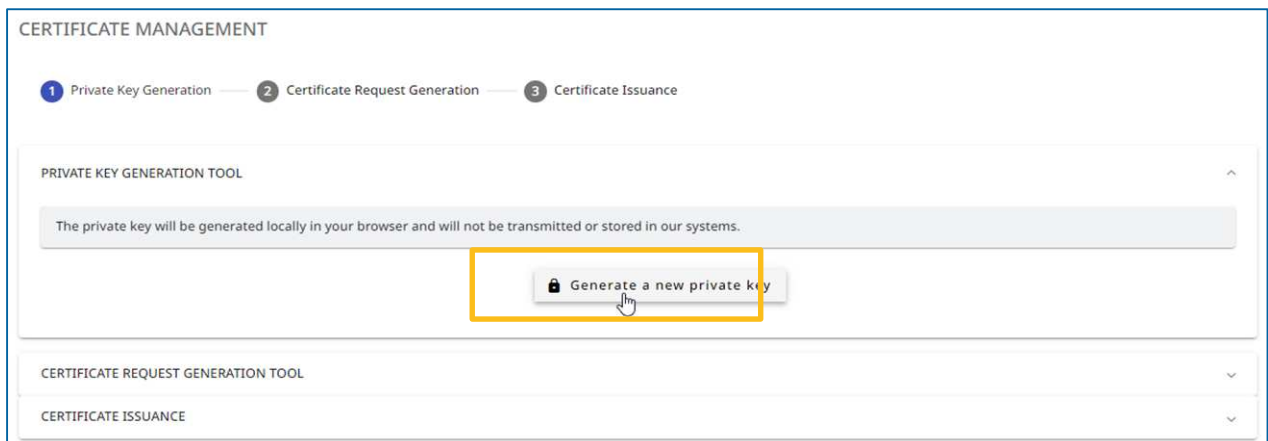 CERTIFICATE MANAGEMENT
1 Private Key Generation 2 Certificate Request Generation 3 Certificate Issuance
PRIVATE KEY GENERATION TOOL
The private key will be generated locally in your browser and will not be transmitted or stored in our systems.
Generate a new private key
CERTIFICATE REQUEST GENERATION TOOL
CERTIFICATE ISSUANCE